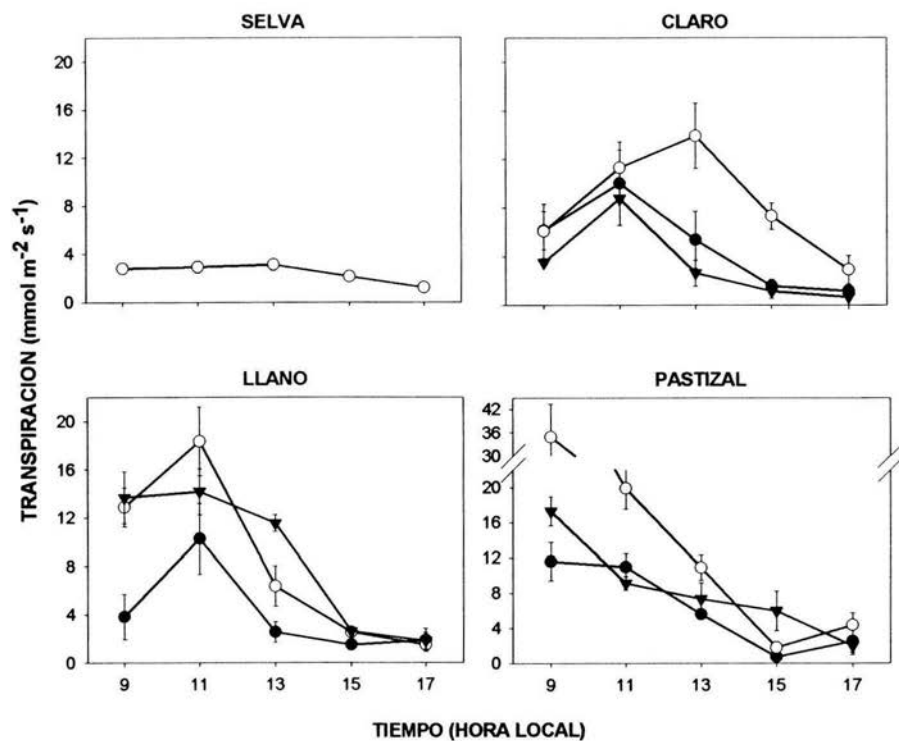 SELVA
CLARO
20
16
12
8
4
0
LLANO
PASTIZAL
20
16
12
8
4
0
42
36
30
20
16
12
8
4
0
9 11 13 15 17
9 11 13 15 17
TRANSPIRACION (mmol m-2 s-1)
TIEMPO (HORA LOCAL)